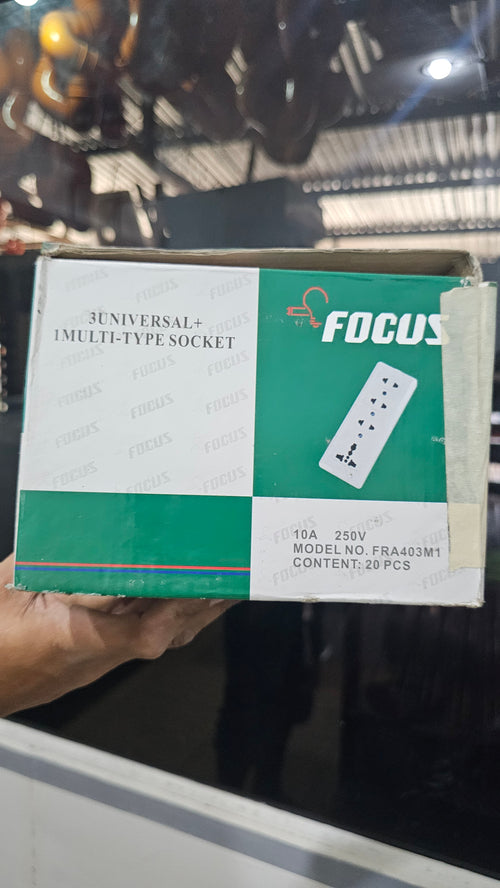 3UNIVERSAL+
1MULTI-TYPE SOCKET
FOCUS
10A 250V
MODEL NO. FRA403M1
CONTENT: 20 PCS